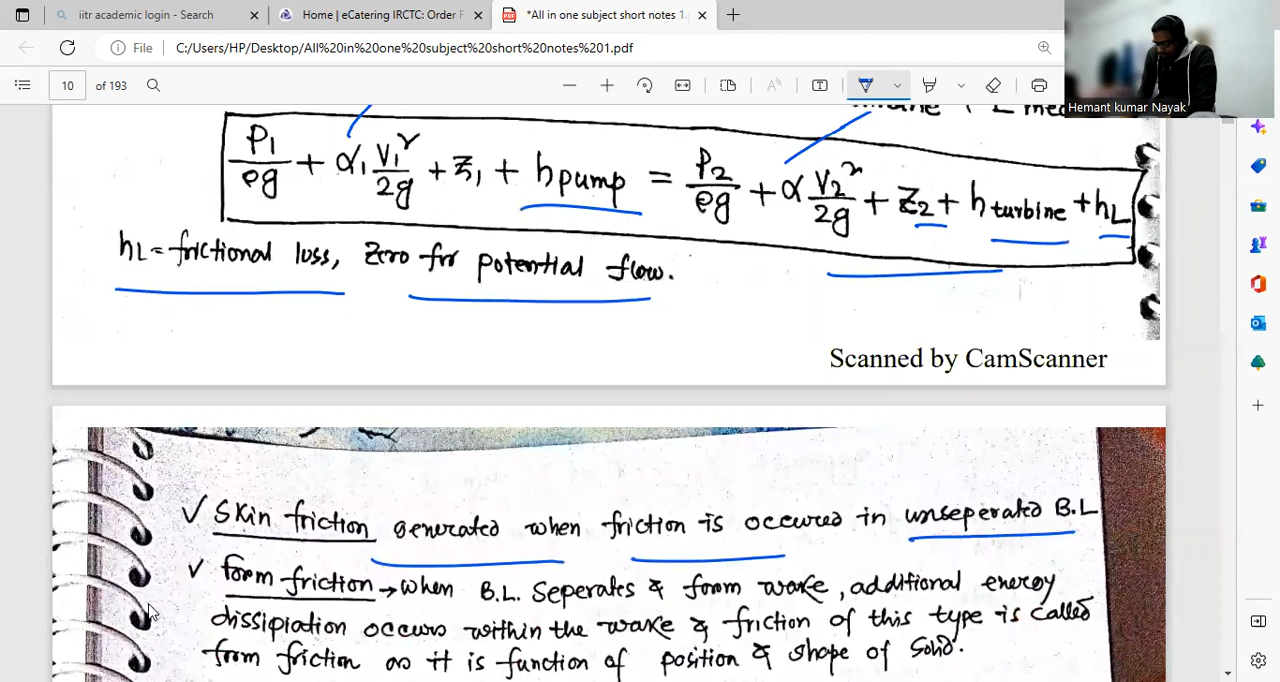 iitr academic login - Search
Home | eCatering IRCTC: Order F
*All in one subject short notes 1.
File
C:/Users/HP/Desktop/All%20in%20one%20subject%20short%20notes%201.pdf
10 of 193
Hemant kumar Nayak
P1/ρg + α1 V1²/2g + Z1 + h pump = P2/ρg + α V2²/2g + Z2 + h turbine + hL
hL = frictional loss, Zero for potential flow.
Scanned by CamScanner
✓ Skin friction generated when friction is occured in unseperated B.L
✓ form friction → when B.L. Seperates & form wake, additional energy
dissipiation occurs within the wake & friction of this type is called
form friction as it is function of position & shape of Solid.